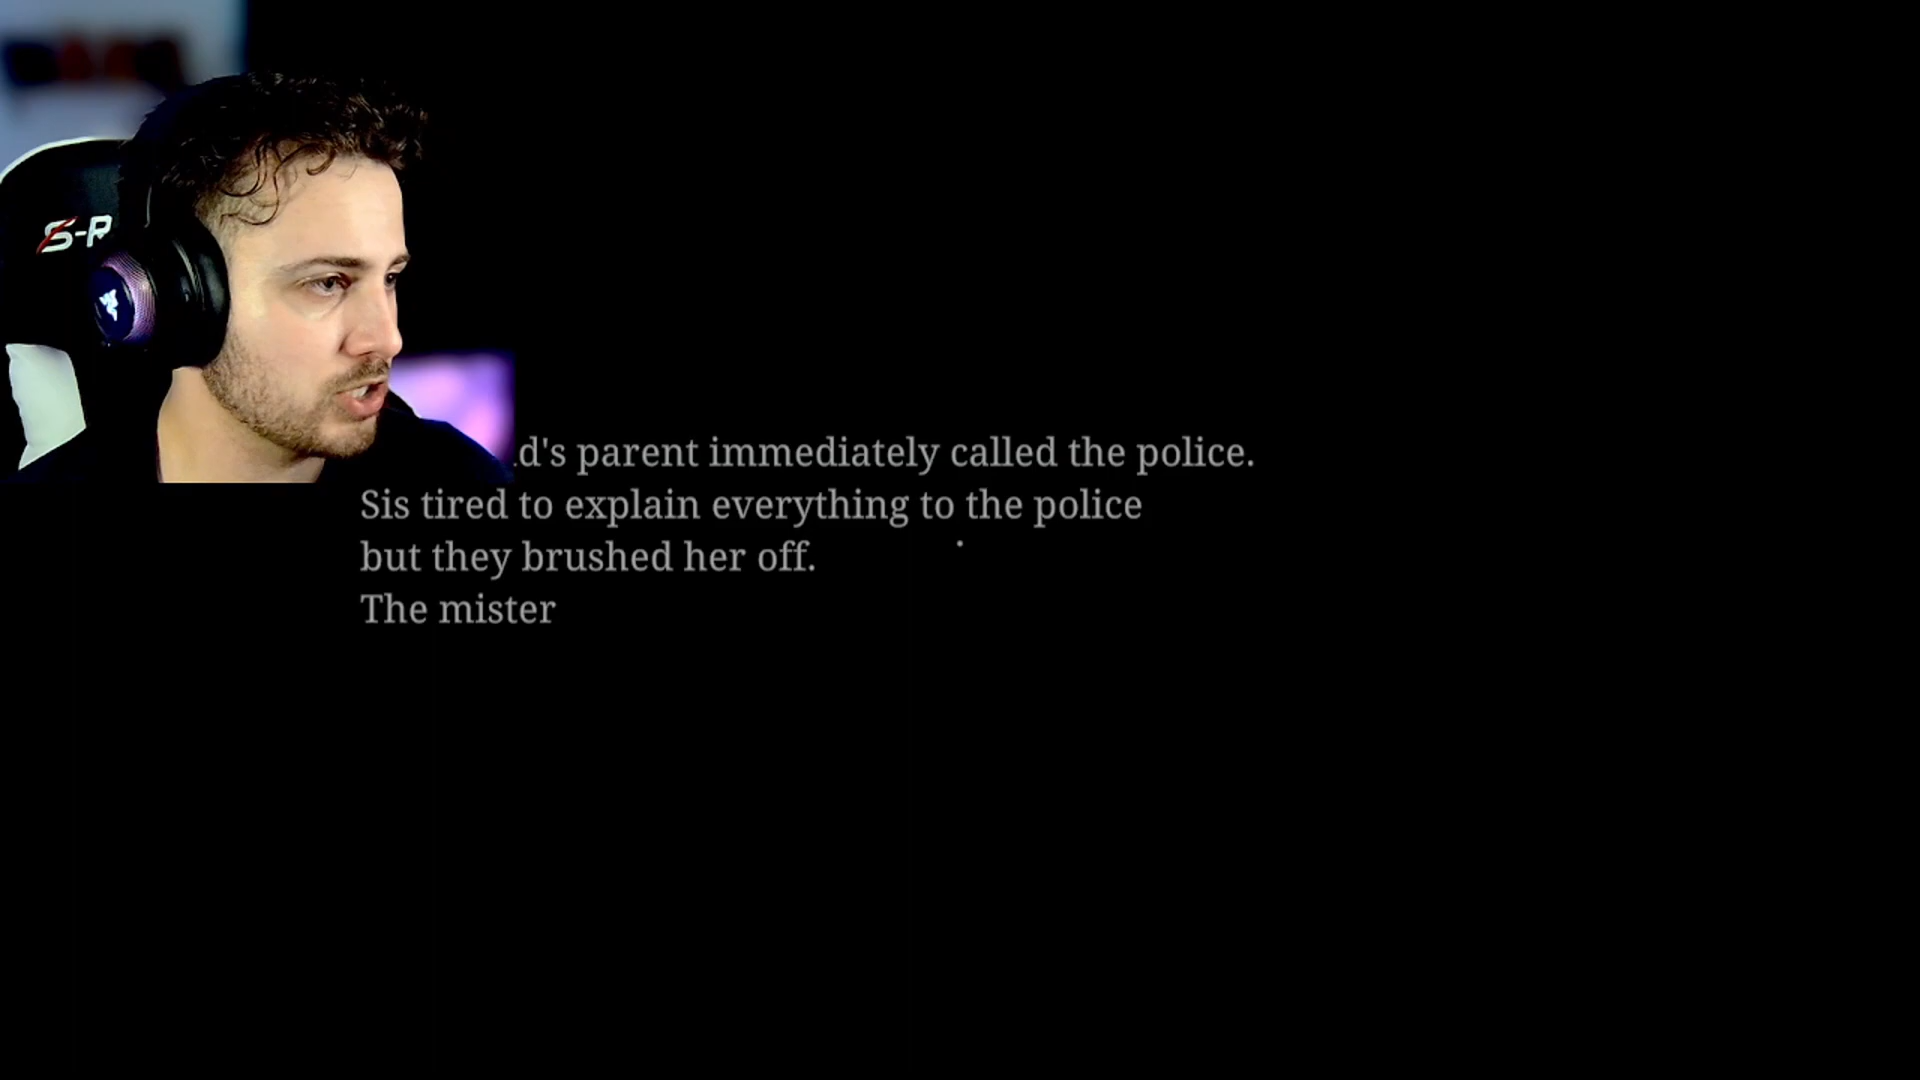 S-R
d's parent immediately called the police.
Sis tired to explain everything to the police
but they brushed her off.
The mister